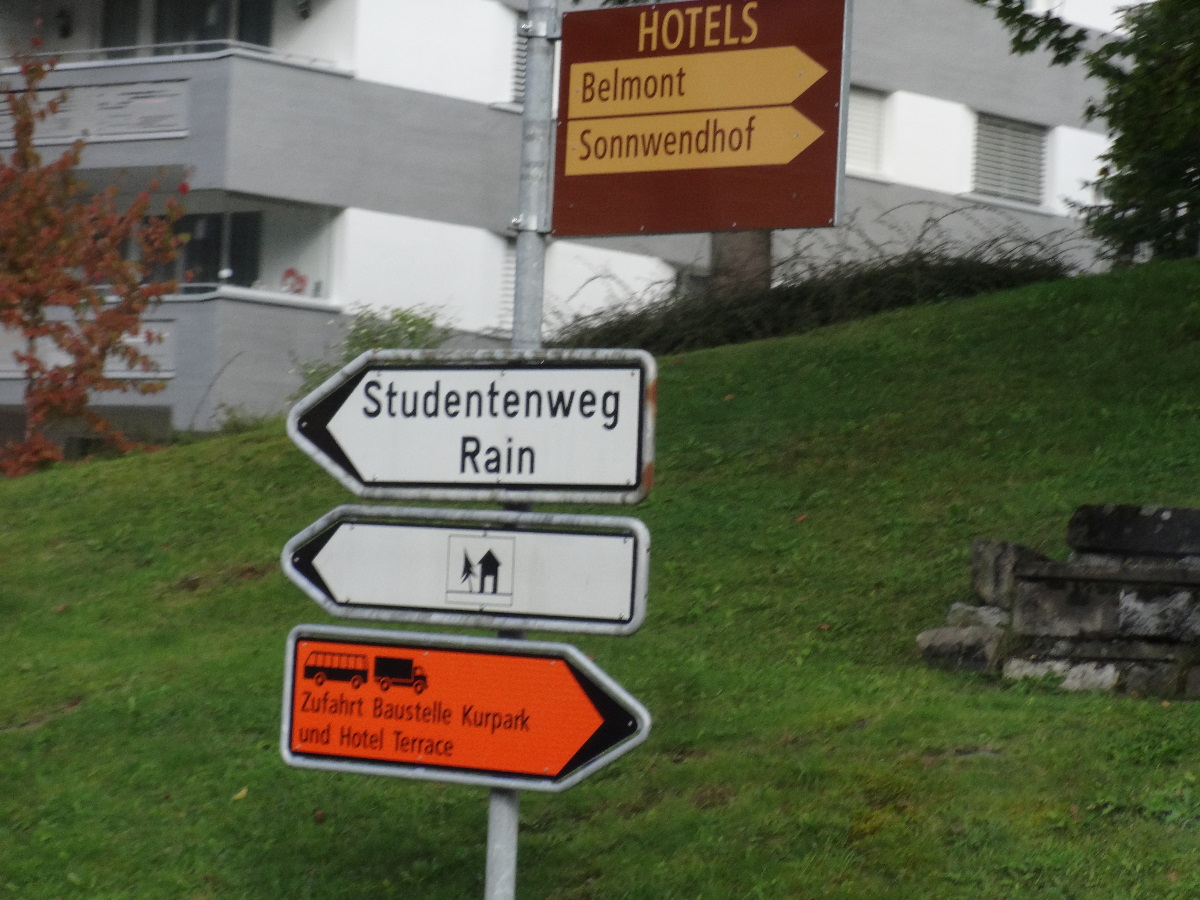 HOTELS
Belmont
Sonnwendhof
Studentenweg
Rain
Zufahrt Baustelle Kurpark
und Hotel Terrace